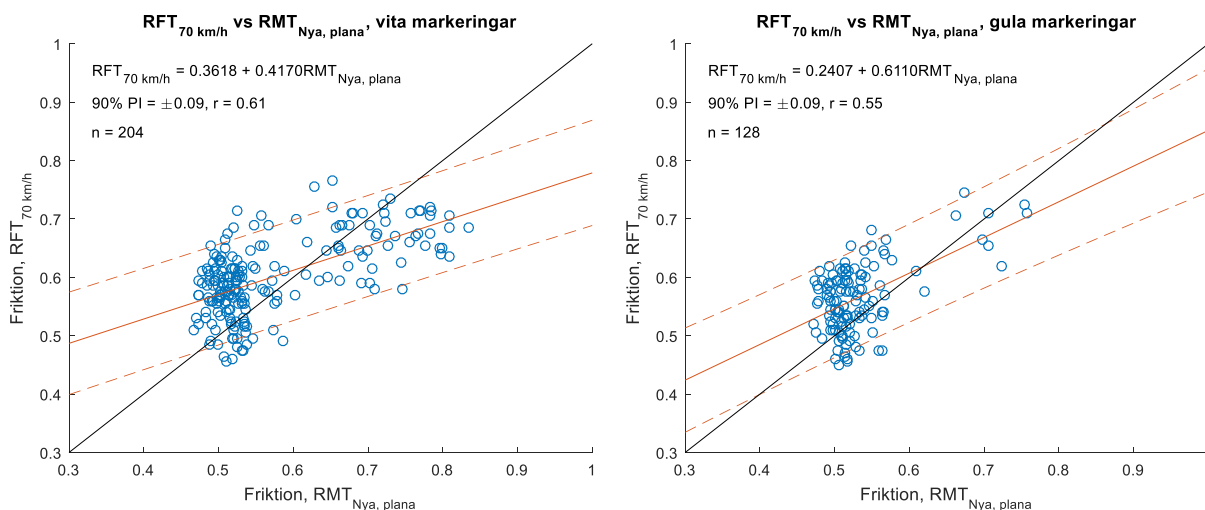 RFT70 km/h vs RMTNya, plana, vita markeringar
RFT70 km/h = 0.3618 + 0.4170RMTNya, plana
90% PI = ±0.09, r = 0.61
n = 204
1
0.9
0.8
0.7
0.6
0.5
0.4
0.3
Friktion, RFT70 km/h
0.3 0.4 0.5 0.6 0.7 0.8 0.9 1
Friktion, RMTNya, plana
RFT70 km/h vs RMTNya, plana, gula markeringar
RFT70 km/h = 0.2407 + 0.6110RMTNya, plana
90% PI = ±0.09, r = 0.55
n = 128
1
0.9
0.8
0.7
0.6
0.5
0.4
0.3
Friktion, RFT70 km/h
0.3 0.4 0.5 0.6 0.7 0.8 0.9
Friktion, RMTNya, plana